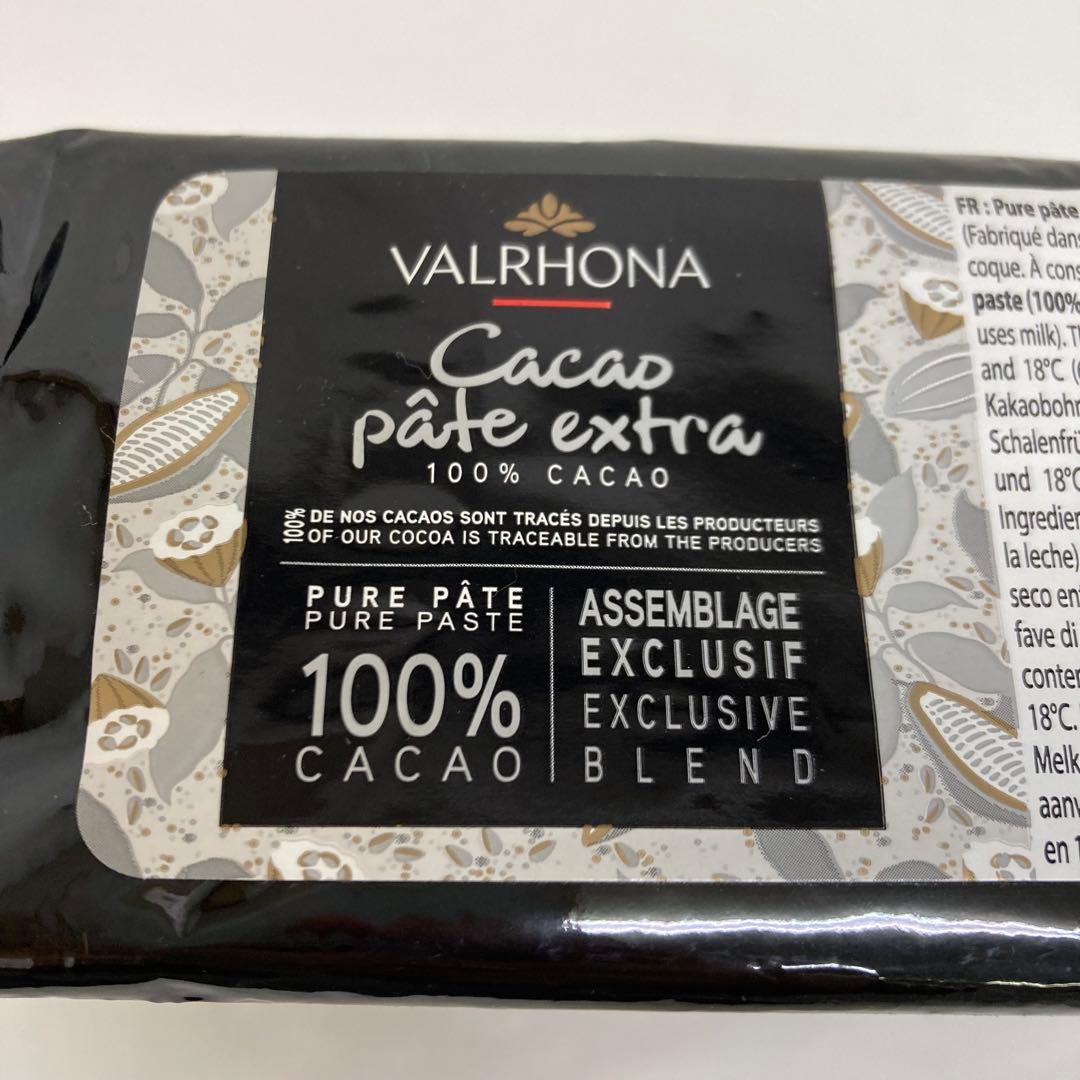 VALRHONA
Cacao
pâte extra
100% CACAO
100% DE NOS CACAOS SONT TRACÉS DEPUIS LES PRODUCTEURS
OF OUR COCOA IS TRACEABLE FROM THE PRODUCERS
PURE PÂTE
PURE PASTE
100%
CACAO
ASSEMBLAGE
EXCLUSIF
EXCLUSIVE
BLEND
FR : Pure pâte
(Fabriqué dans
coque. À cons
paste (100%
uses milk). T
and 18°C (
Kakaobohn
Schalenfrü
und 18°C
Ingredien
la leche)
seco en
fave di
conten
18°C.
Melk
aanv
en 1